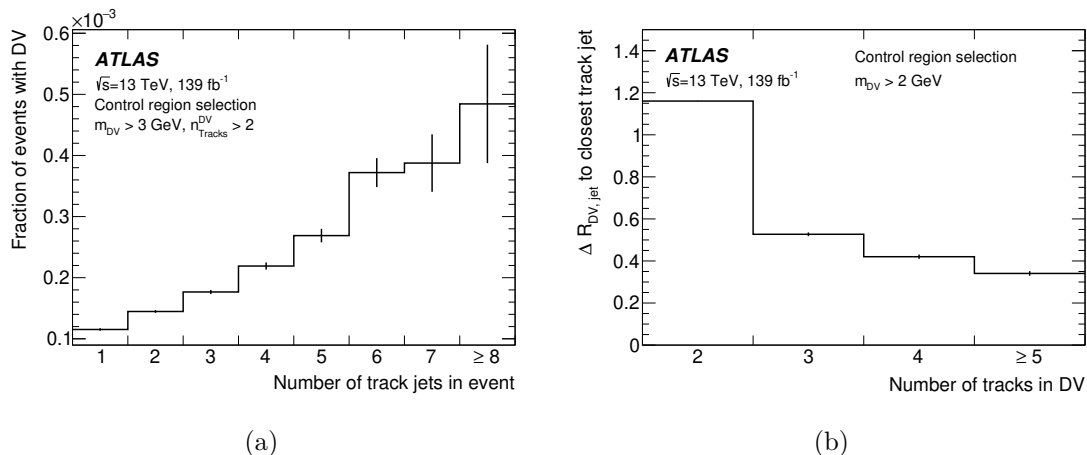 ×10⁻³
0.6
0.5
0.4
0.3
0.2
0.1
Fraction of events with DV
ATLAS
√s=13 TeV, 139 fb⁻¹
Control region selection
m_DV > 3 GeV, n^DV_Tracks > 2
1 2 3 4 5 6 7 ≥ 8
Number of track jets in event
(a)
1.4
1.2
1
0.8
0.6
0.4
0.2
0
Δ R_DV, jet to closest track jet
ATLAS
√s=13 TeV, 139 fb⁻¹
Control region selection
m_DV > 2 GeV
2 3 4 ≥ 5
Number of tracks in DV
(b)